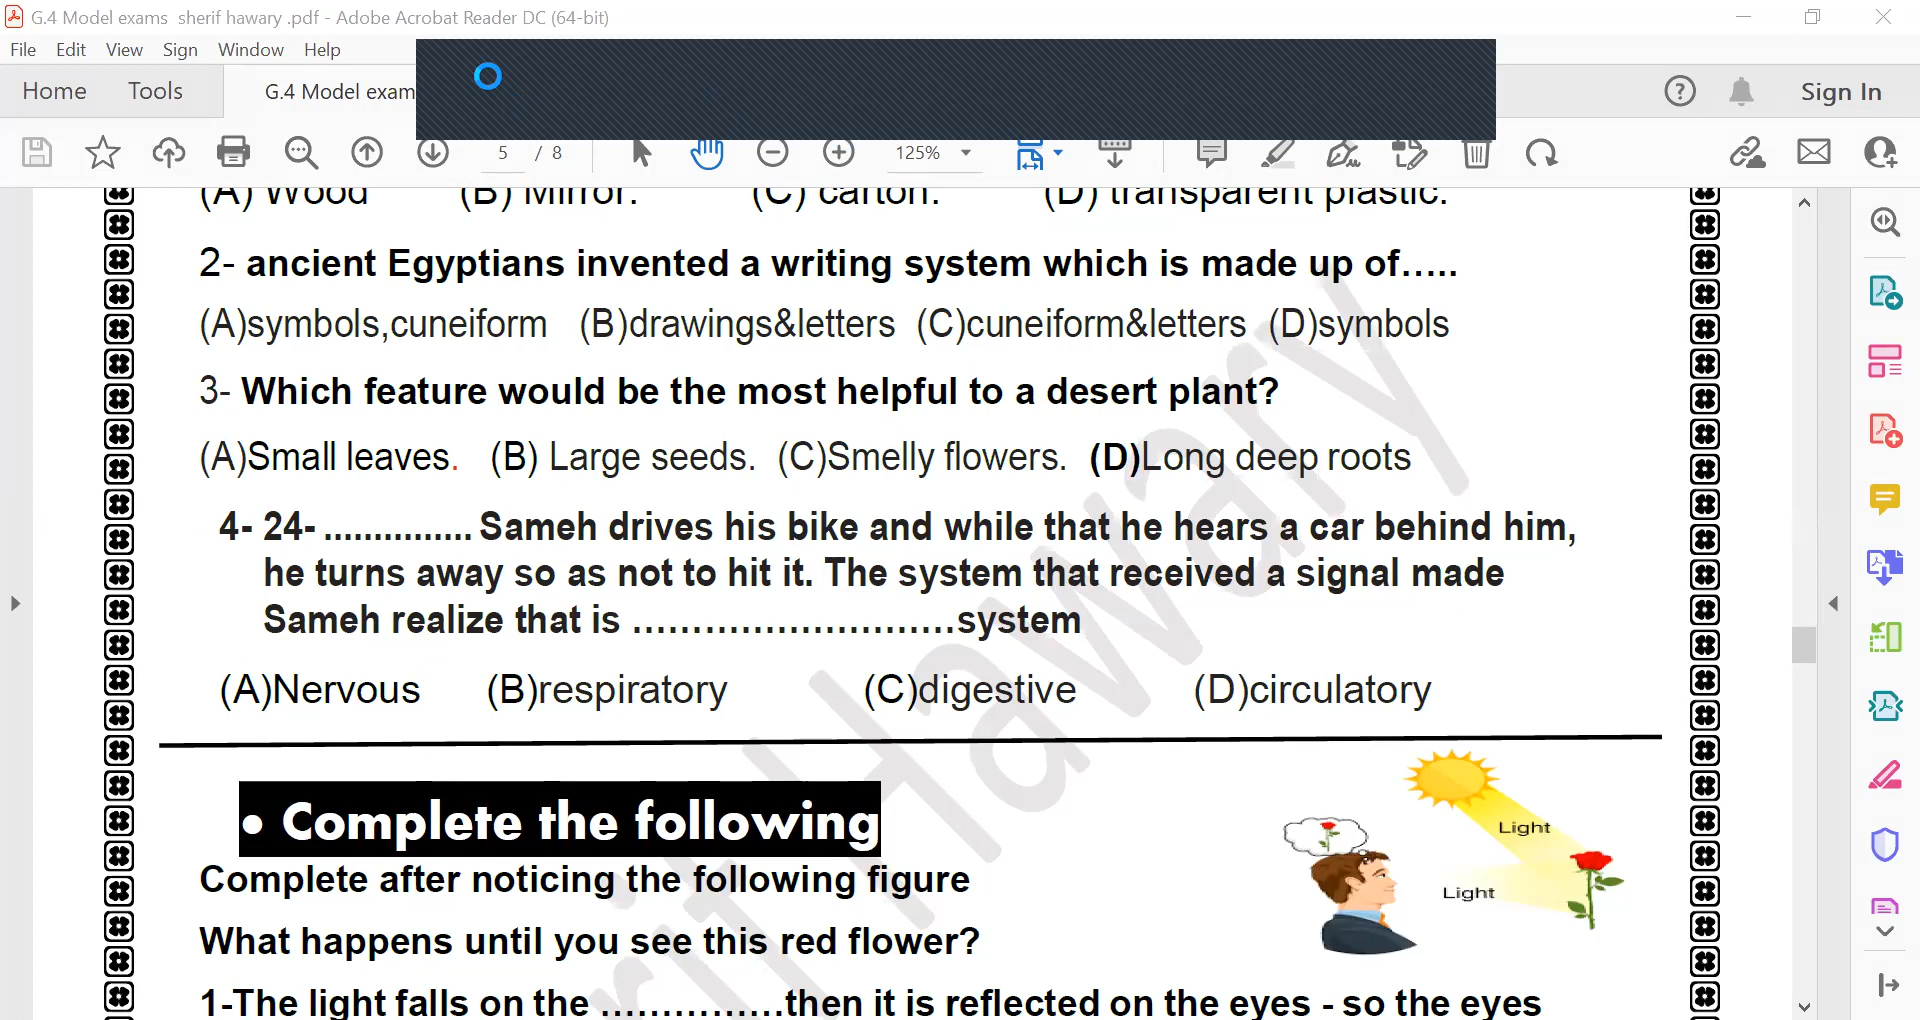 G.4 Model exams sherif hawary .pdf - Adobe Acrobat Reader DC (64-bit)
File Edit View Sign Window Help
Home Tools G.4 Model exam Sign In
5 / 8 125%
(A) Wood (B) Mirror. (C) carton. (D) transparent plastic.
2- ancient Egyptians invented a writing system which is made up of…..
(A)symbols,cuneiform (B)drawings&letters (C)cuneiform&letters (D)symbols
3- Which feature would be the most helpful to a desert plant?
(A)Small leaves. (B) Large seeds. (C)Smelly flowers. (D)Long deep roots
4- 24- ............... Sameh drives his bike and while that he hears a car behind him,
he turns away so as not to hit it. The system that received a signal made
Sameh realize that is ………………………system
(A)Nervous (B)respiratory (C)digestive (D)circulatory
• Complete the following
Light
Light
Complete after noticing the following figure
What happens until you see this red flower?
1-The light falls on the ……………then it is reflected on the eyes - so the eyes
rif Hawary